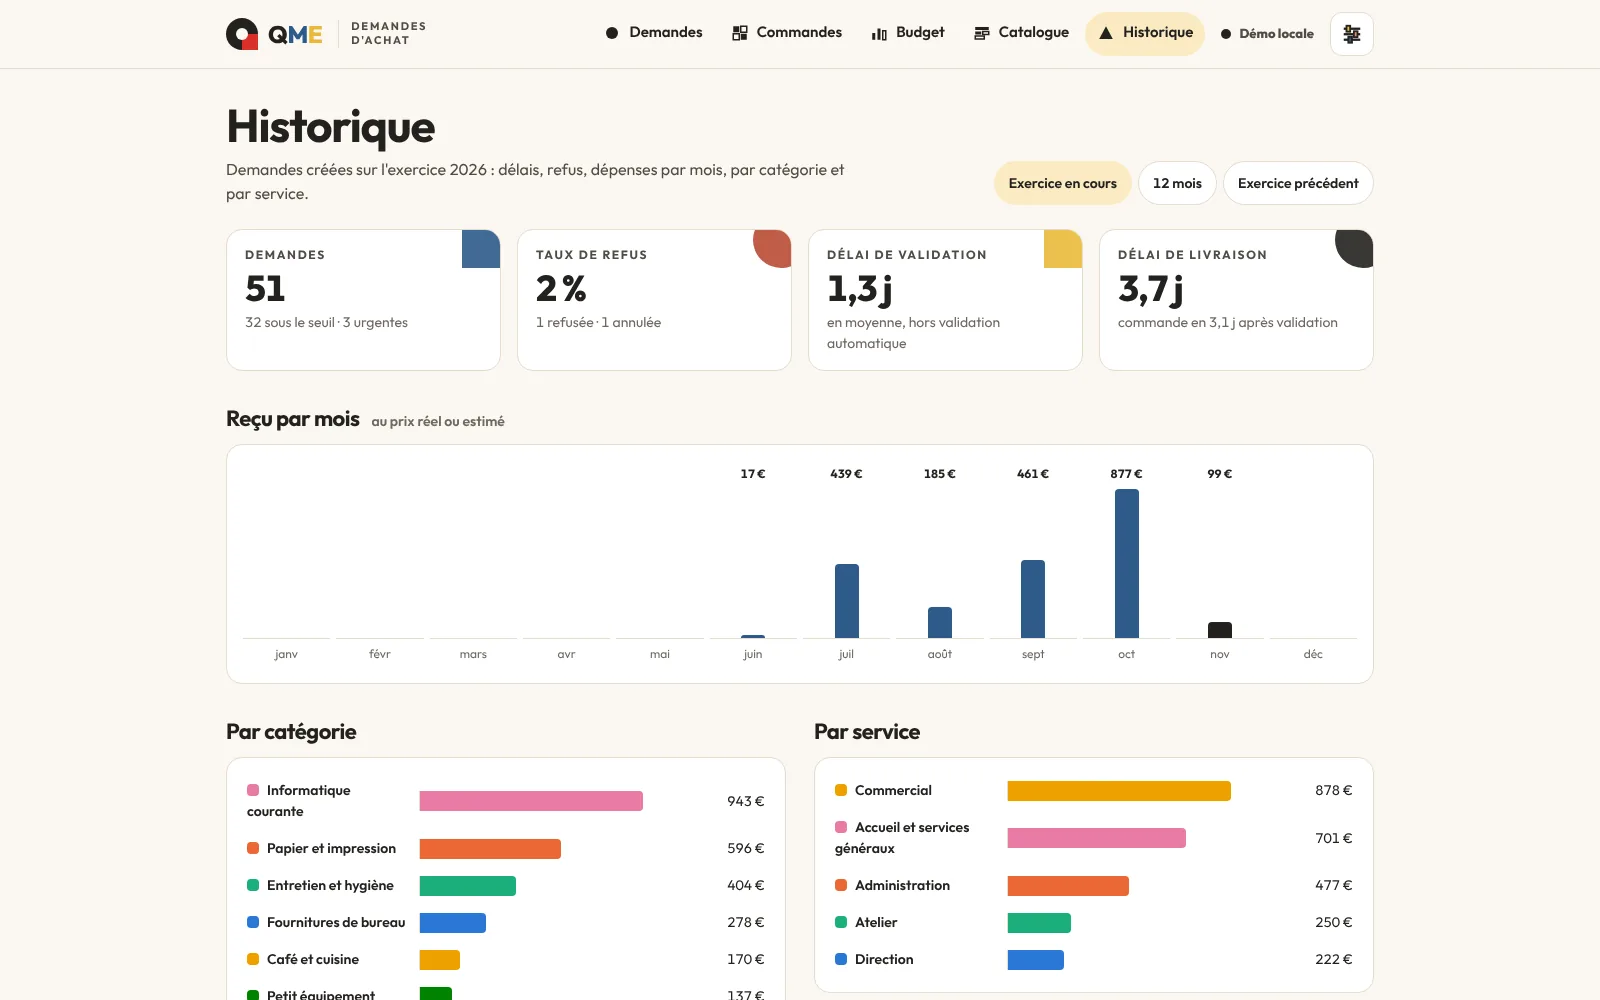 QME
DEMANDES
D'ACHAT
Demandes
Commandes
Budget
Catalogue
Historique
Démo locale
Historique
Demandes créées sur l'exercice 2026 : délais, refus, dépenses par mois, par catégorie et
par service.
Exercice en cours
12 mois
Exercice précédent
DEMANDES
51
32 sous le seuil · 3 urgentes
TAUX DE REFUS
2 %
1 refusée · 1 annulée
DÉLAI DE VALIDATION
1,3 j
en moyenne, hors validation
automatique
DÉLAI DE LIVRAISON
3,7 j
commande en 3,1 j après validation
Reçu par mois au prix réel ou estimé
17 € 439 € 185 € 461 € 877 € 99 €
janv févr mars avr mai juin juil août sept oct nov déc
Par catégorie
Informatique
courante
943 €
Papier et impression 596 €
Entretien et hygiène 404 €
Fournitures de bureau 278 €
Café et cuisine 170 €
Petit équipement 137 €
Par service
Commercial 878 €
Accueil et services
généraux
701 €
Administration 477 €
Atelier 250 €
Direction 222 €